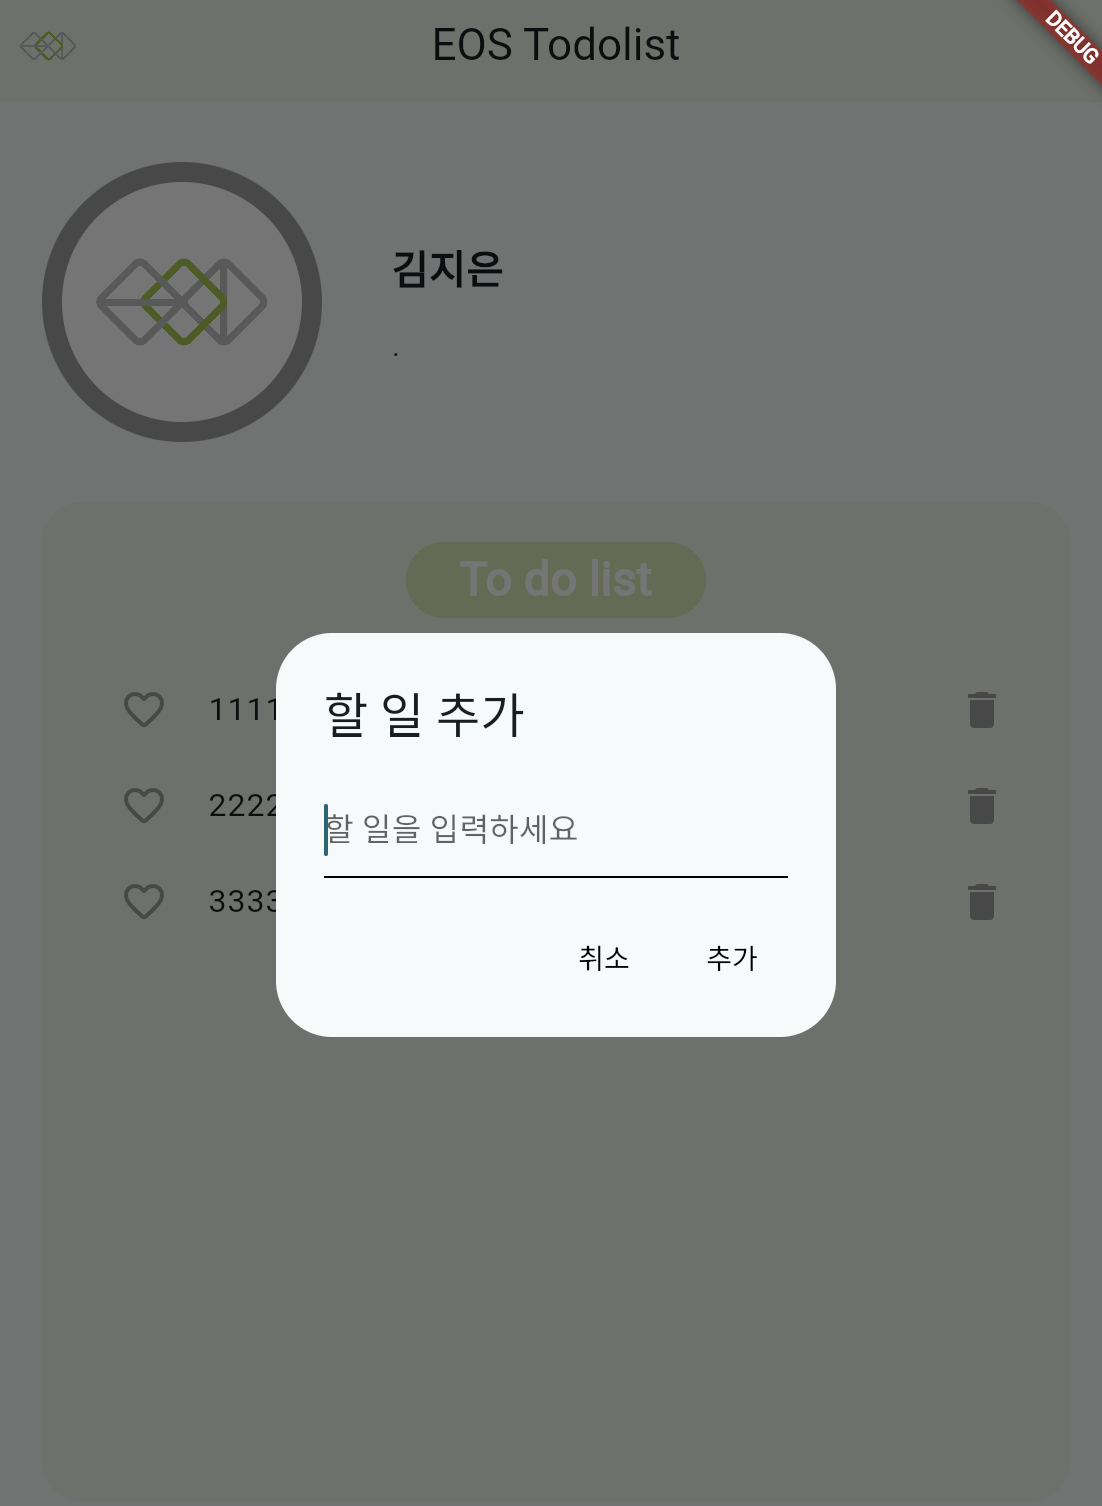 EOS Todolist
DEBUG
김지은
.
To do list
1111
2222
3333
할 일 추가
할 일을 입력하세요
취소 추가